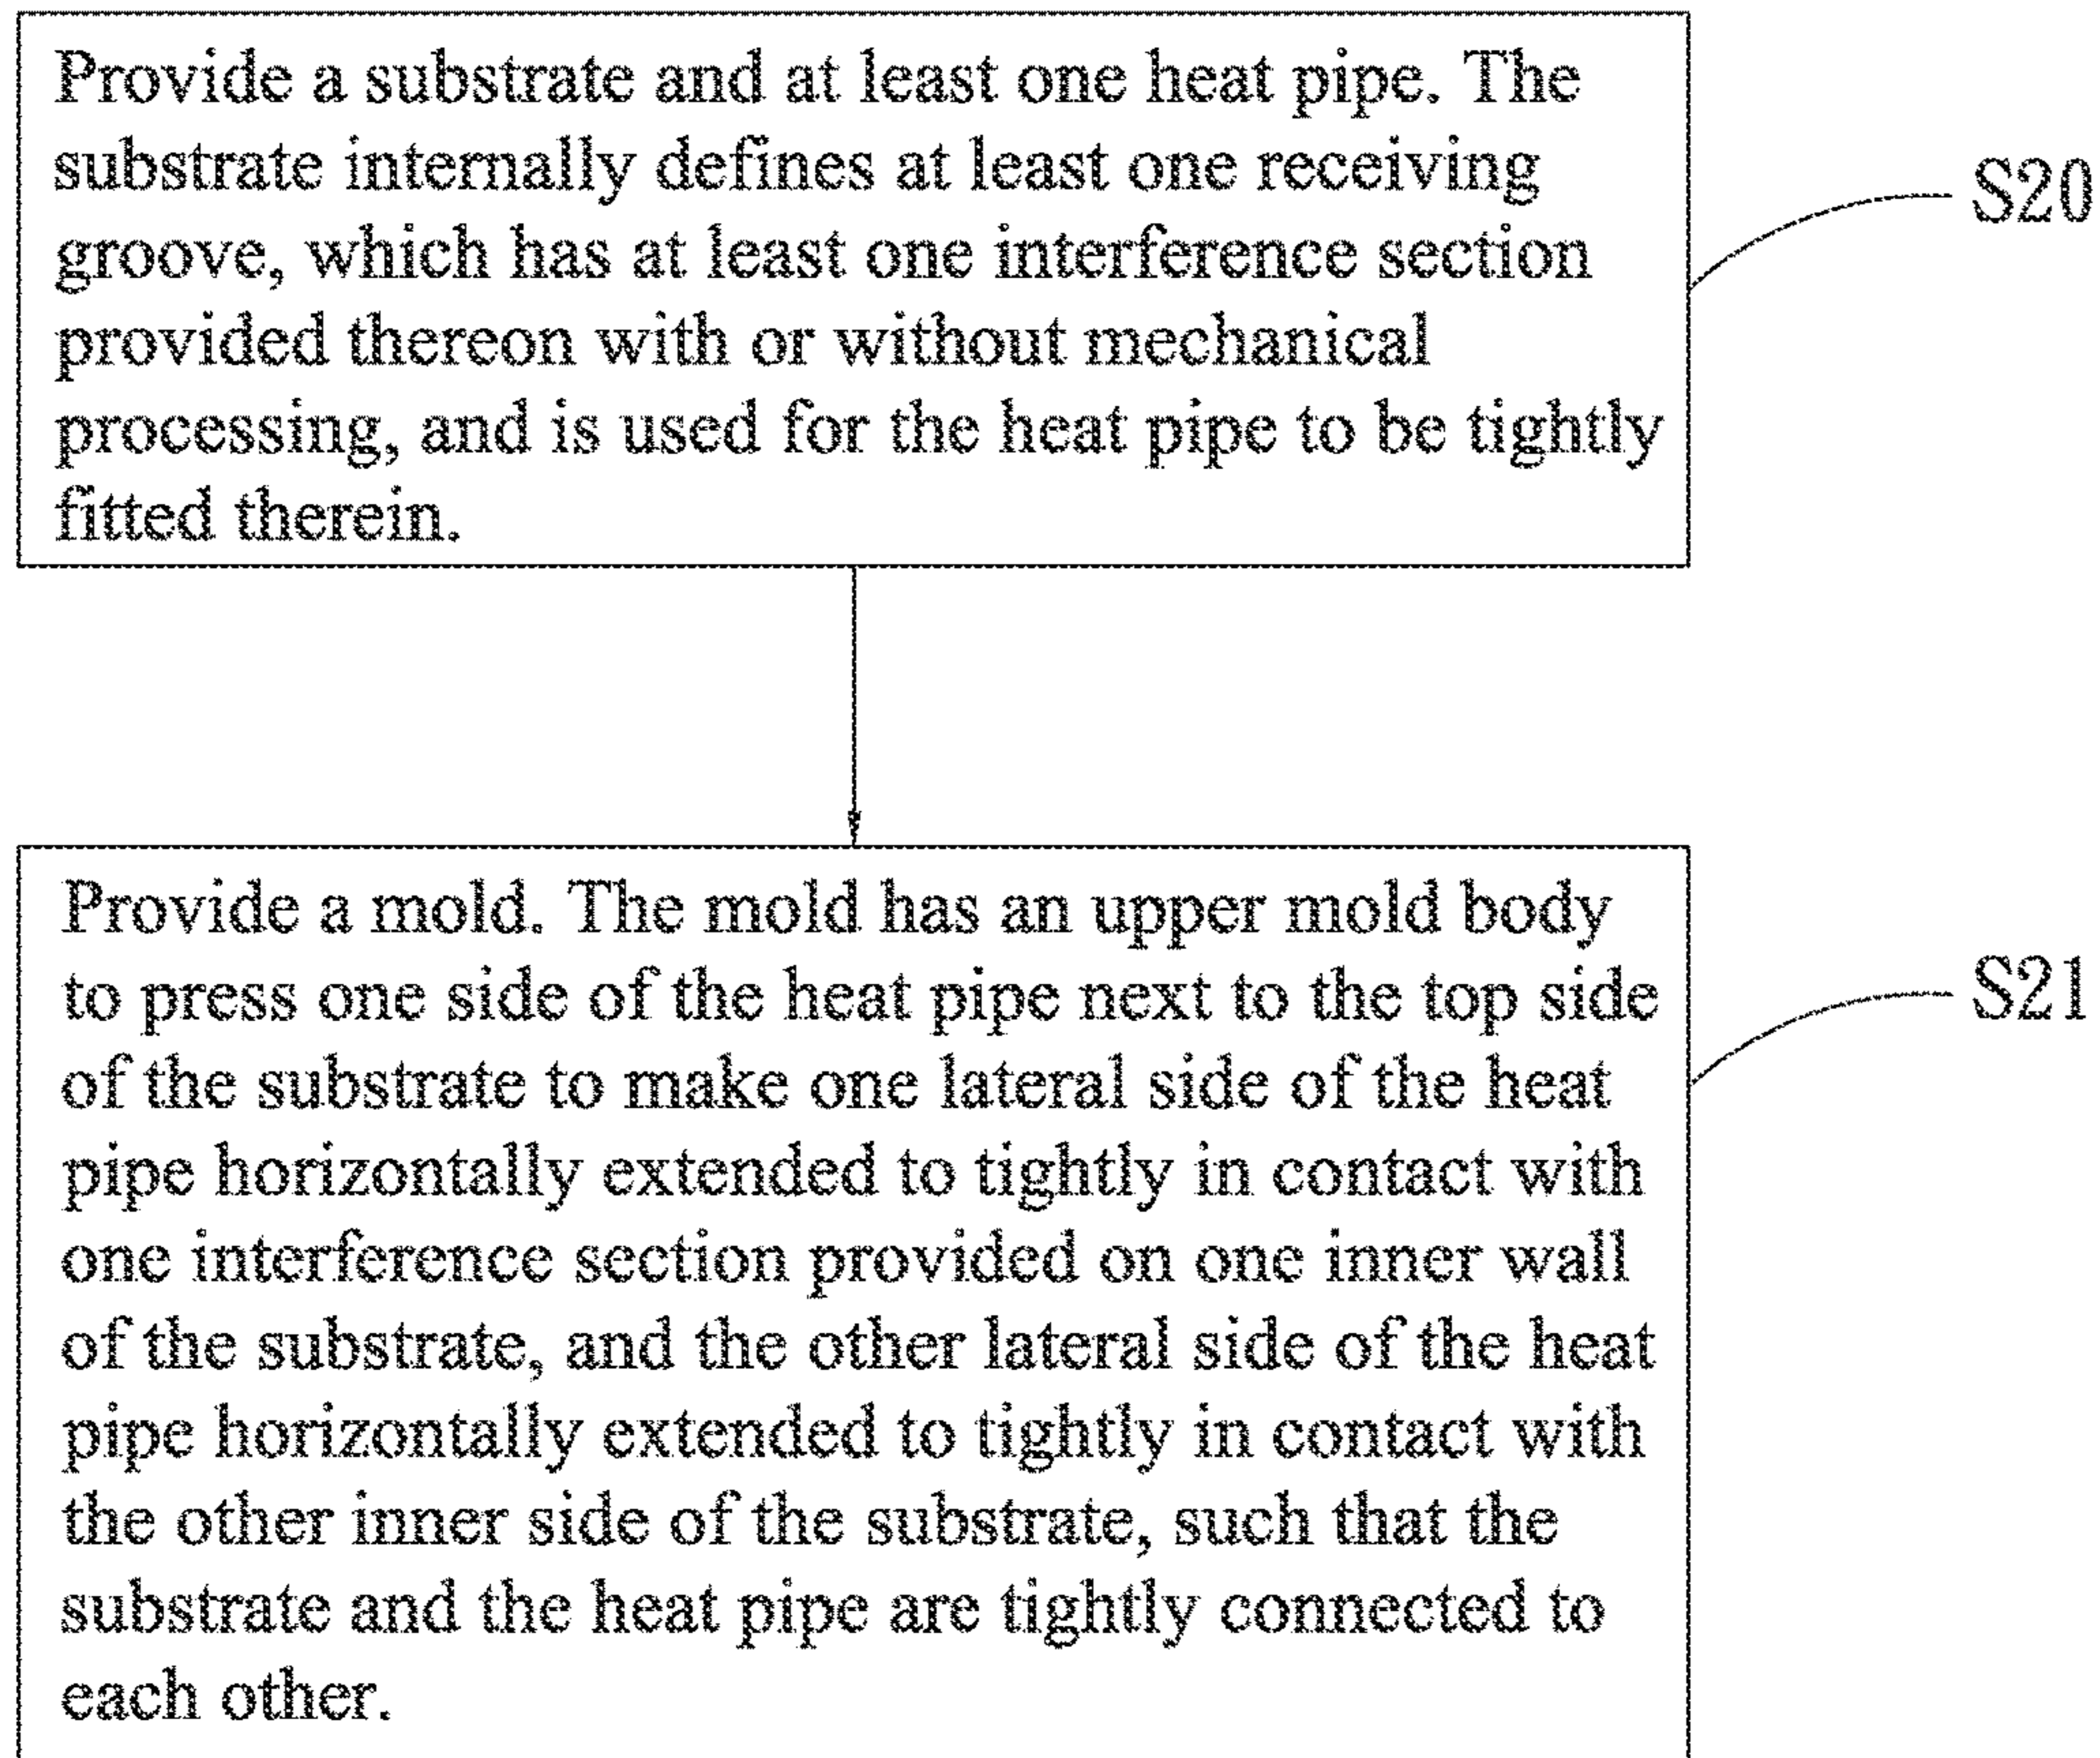 Provide a substrate and at least one heat pipe. The
substrate internally defines at least one receiving
groove, which has at least one interference section
provided thereon with or without mechanical
processing, and is used for the heat pipe to be tightly
fitted therein.
S20
Provide a mold. The mold has an upper mold body
to press one side of the heat pipe next to the top side
of the substrate to make one lateral side of the heat
pipe horizontally extended to tightly in contact with
one interference section provided on one inner wall
of the substrate, and the other lateral side of the heat
pipe horizontally extended to tightly in contact with
the other inner side of the substrate, such that the
substrate and the heat pipe are tightly connected to
each other.
S21